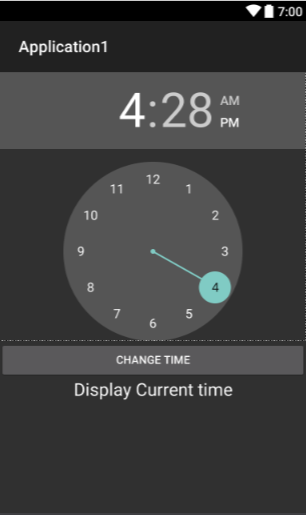 7:00
Application1
4:28
AM
PM
12
11 1
10 2
9 3
8 4
7 5
6
CHANGE TIME
Display Current time